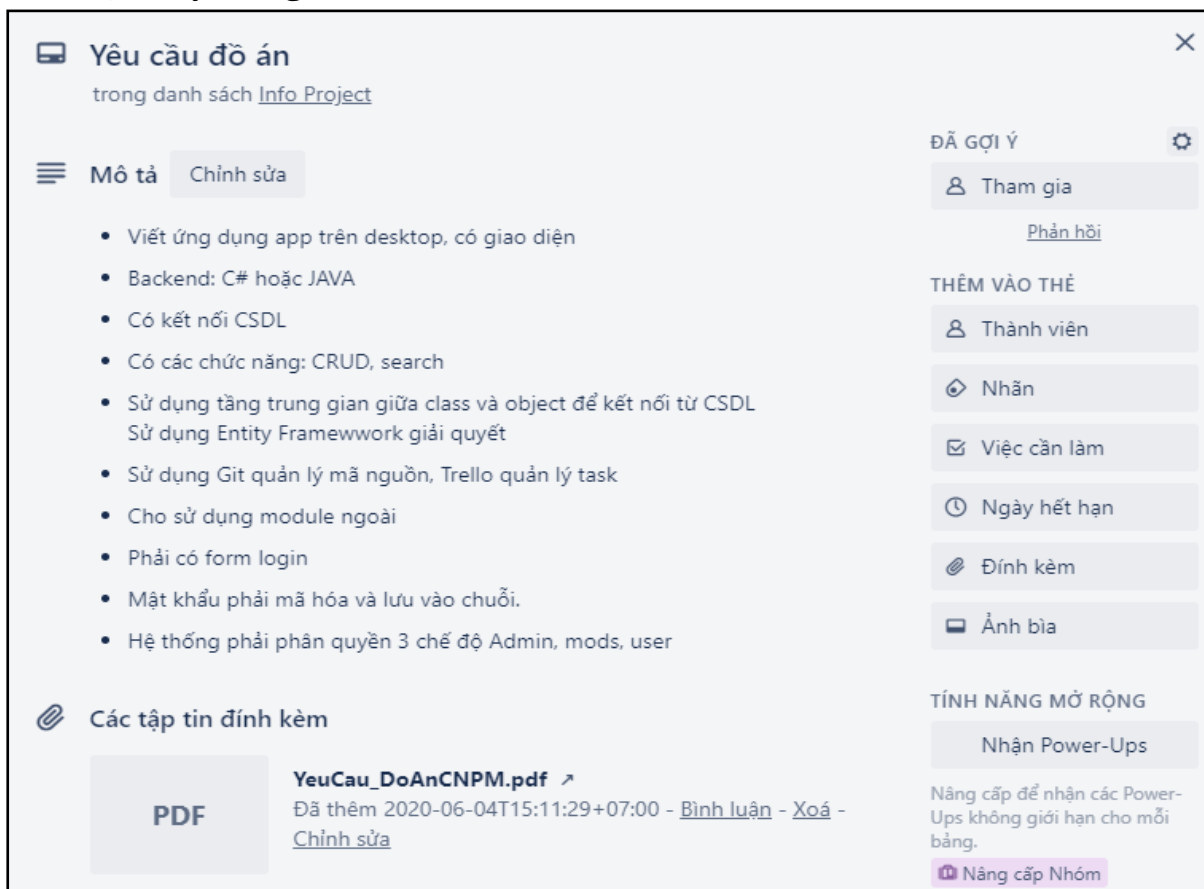 Yêu cầu đồ án
trong danh sách Info Project
Mô tả Chỉnh sửa
• Viết ứng dụng app trên desktop, có giao diện
• Backend: C# hoặc JAVA
• Có kết nối CSDL
• Có các chức năng: CRUD, search
• Sử dụng tầng trung gian giữa class và object để kết nối từ CSDL
Sử dụng Entity Framewwork giải quyết
• Sử dụng Git quản lý mã nguồn, Trello quản lý task
• Cho sử dụng module ngoài
• Phải có form login
• Mật khẩu phải mã hóa và lưu vào chuỗi.
• Hệ thống phải phân quyền 3 chế độ Admin, mods, user
Các tập tin đính kèm
PDF
YeuCau_DoAnCNPM.pdf ↗
Đã thêm 2020-06-04T15:11:29+07:00 - Bình luận - Xoá -
Chỉnh sửa
ĐÃ GỢI Ý
Tham gia
Phản hồi
THÊM VÀO THẺ
Thành viên
Nhãn
Việc cần làm
Ngày hết hạn
Đính kèm
Ảnh bìa
TÍNH NĂNG MỞ RỘNG
Nhận Power-Ups
Nâng cấp để nhận các Power-
Ups không giới hạn cho mỗi
bảng.
Nâng cấp Nhóm